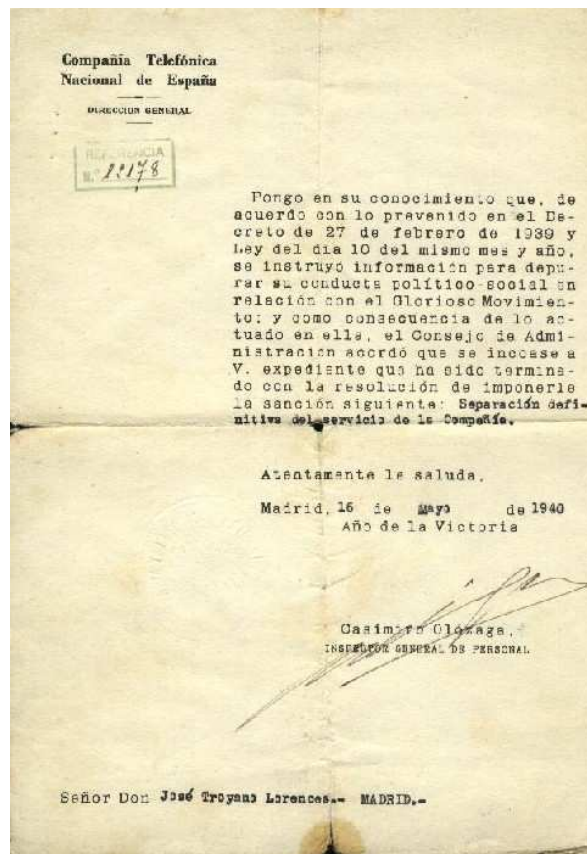 Compañía Telefónica
Nacional de España
DIRECCION GENERAL
REFERENCIA
N.º 12178
Pongo en su conocimiento que, de
acuerdo con lo prevenido en el De-
creto de 27 de febrero de 1939 y
Ley del día 10 del mismo mes y año,
se instruyó información para depu-
rar su conducta político-social en
relación con el Glorioso Movimien-
to; y como consecuencia de lo ac-
tuado en ella, el Consejo de Admi-
nistración acordó que se incoase a
V. expediente que ha sido termina-
do con la resolución de imponerle
la sanción siguiente: Separación defi-
nitiva del servicio de la Compañía.
Atentamente le saluda,
Madrid, 16 de Mayo de 1940
Año de la Victoria
Casimiro Olózaga,
INSPECTOR GENERAL DE PERSONAL
Señor Don José Troyano Lorences.- MADRID.-